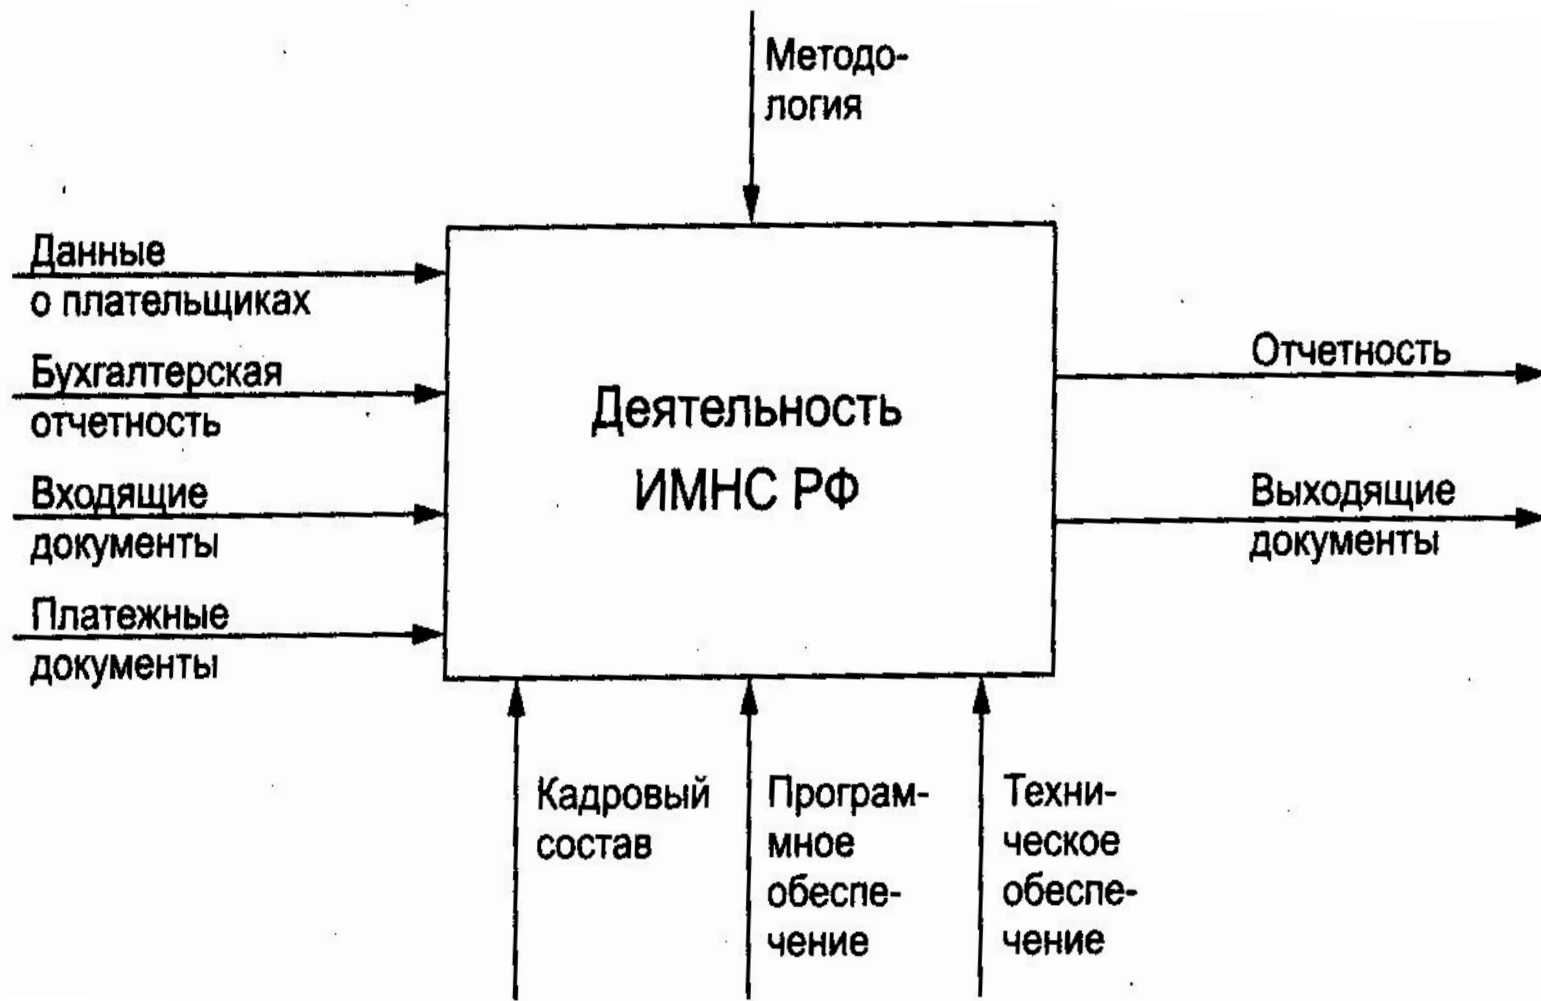 Методо-
логия
Данные
о плательщиках
Бухгалтерская
отчетность
Входящие
документы
Платежные
документы
Деятельность
ИМНС РФ
Отчетность
Выходящие
документы
Кадровый
состав
Програм-
мное
обеспе-
чение
Техни-
ческое
обеспе-
чение